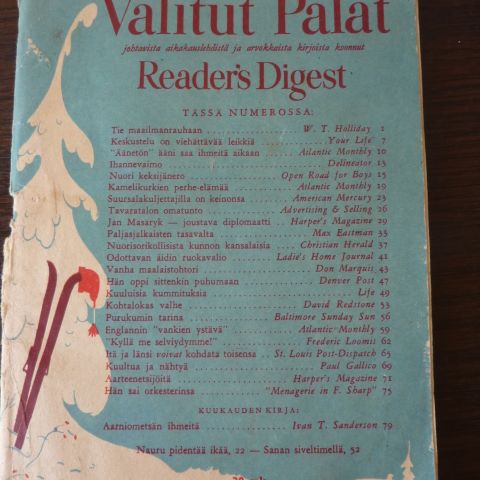 Valitut Palat
johtavista aikakauslehdistä ja arvokkaista kirjoista koonnut
Reader's Digest
TÄSSÄ NUMEROSSA:
Tie maailmanrauhaan W. T. Holliday 1
Keskustelu on viehättävää leikkiä Your Life 7
"Äänetön" ääni saa ihmeitä aikaan Atlantic Monthly 10
Ihannevaimo Delineator 13
Nuori keksijänero Open Road for Boys 15
Kamelikurkien perhe-elämää Atlantic Monthly 19
Suursalakuljettajilla on keinonsa American Mercury 23
Tavaratalon omatunto Advertising & Selling 26
Jan Masaryk — joustava diplomaatti Harper's Magazine 29
Paljasjalkaisten tasavalta Max Eastman 33
Nuorisorikollisista kunnon kansalaisia Christian Herald 37
Odottavan äidin ruokavalio Ladie's Home Journal 41
Vanha maalaistohtori Don Marquis 43
Hän oppi sittenkin puhumaan Denver Post 47
Kuuluisia kummituksia Life 49
Kohtalokas valhe David Redstone 53
Purukumin tarina Baltimore Sunday Sun 56
Englannin "vankien ystävä" Atlantic Monthly 59
"Kyllä me selviydymme!" Frederic Loomis 62
Itä ja länsi voivat kohdata toisensa St. Louis Post-Dispatch 65
Kuultua ja nähtyä Paul Gallico 69
Aarteenetsijöitä Harper's Magazine 71
Hän sai orkesterinsa "Menagerie in F. Sharp" 75
KUUKAUDEN KIRJA:
Aarniometsän ihmeitä Ivan T. Sanderson 79
Nauru pidentää ikää, 22 — Sanan siveltimellä, 52